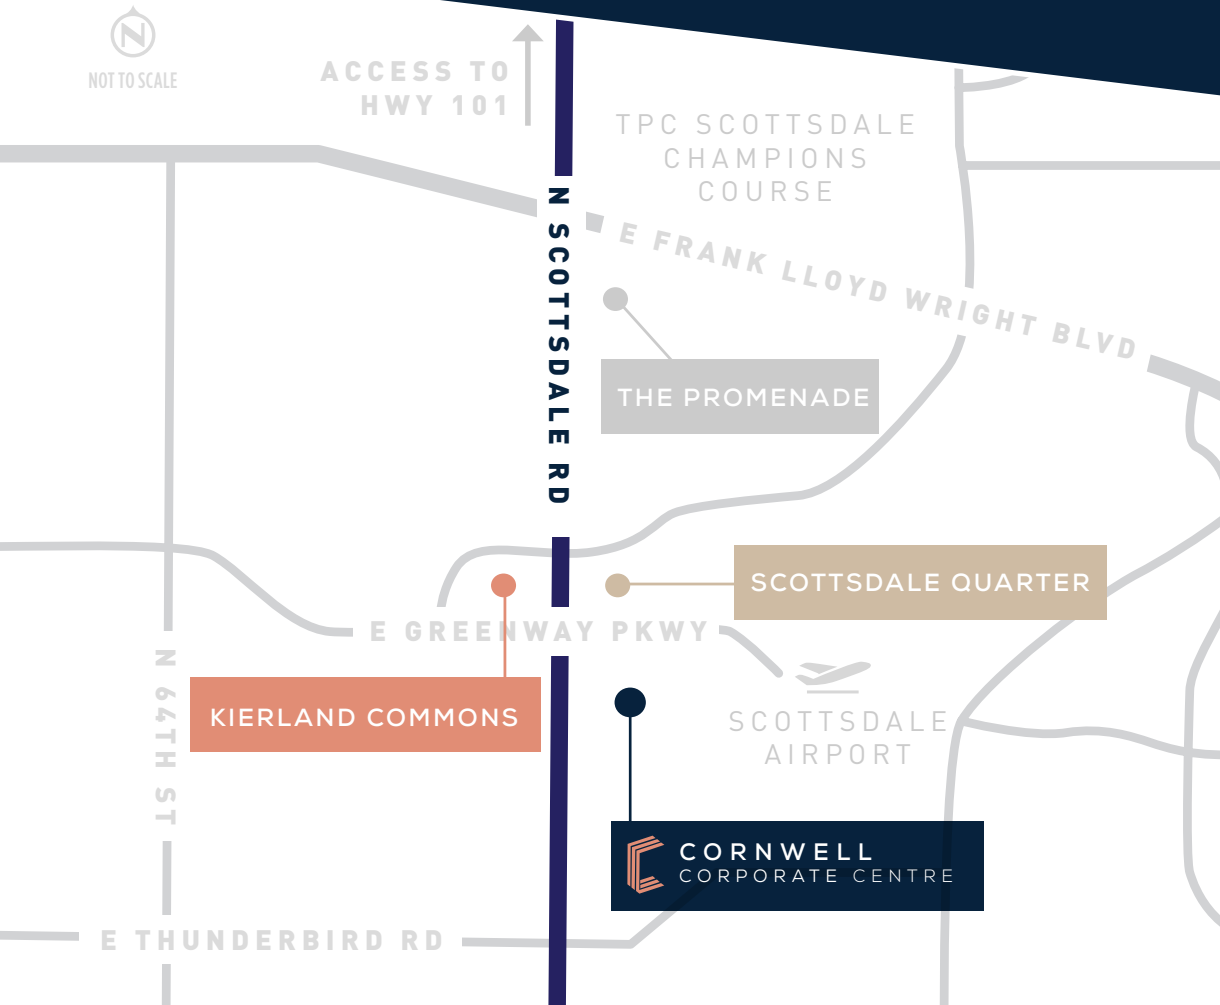 N
NOT TO SCALE
ACCESS TO
HWY 101
TPC SCOTTSDALE
CHAMPIONS
COURSE
N SCOTTSDALE RD
E FRANK LLOYD WRIGHT BLVD
THE PROMENADE
SCOTTSDALE QUARTER
E GREENWAY PKWY
N 64TH ST
KIERLAND COMMONS
SCOTTSDALE
AIRPORT
CORNWELL
CORPORATE CENTRE
E THUNDERBIRD RD